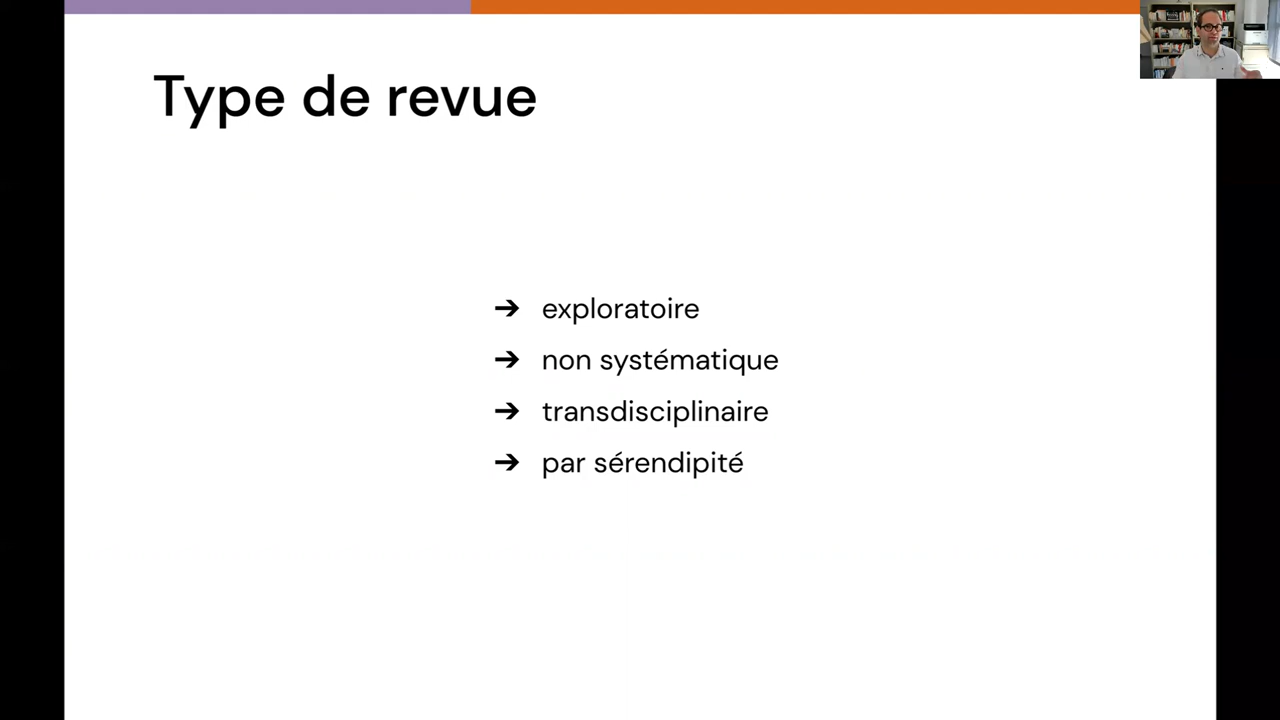 Type de revue
➔ exploratoire
➔ non systématique
➔ transdisciplinaire
➔ par sérendipité